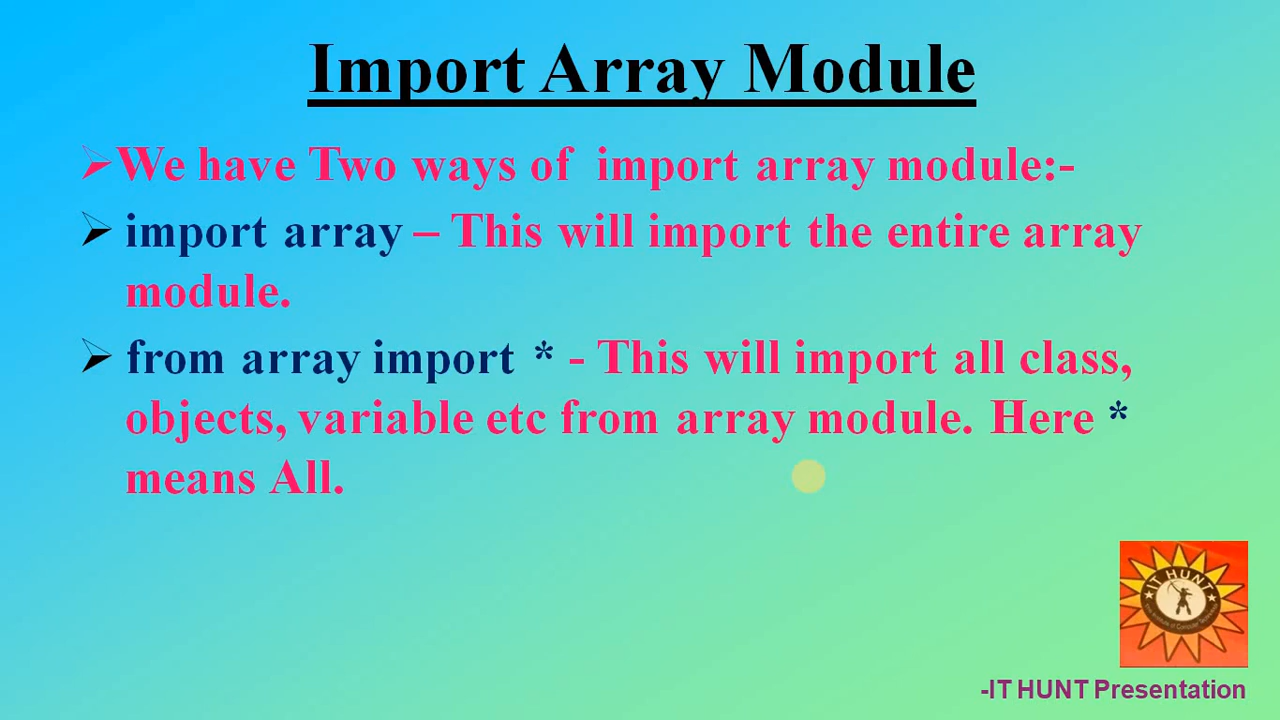 Import Array Module
➢We have Two ways of import array module:-
➢ import array – This will import the entire array
module.
➢ from array import * - This will import all class,
objects, variable etc from array module. Here *
means All.
IT HUNT
-IT HUNT Presentation